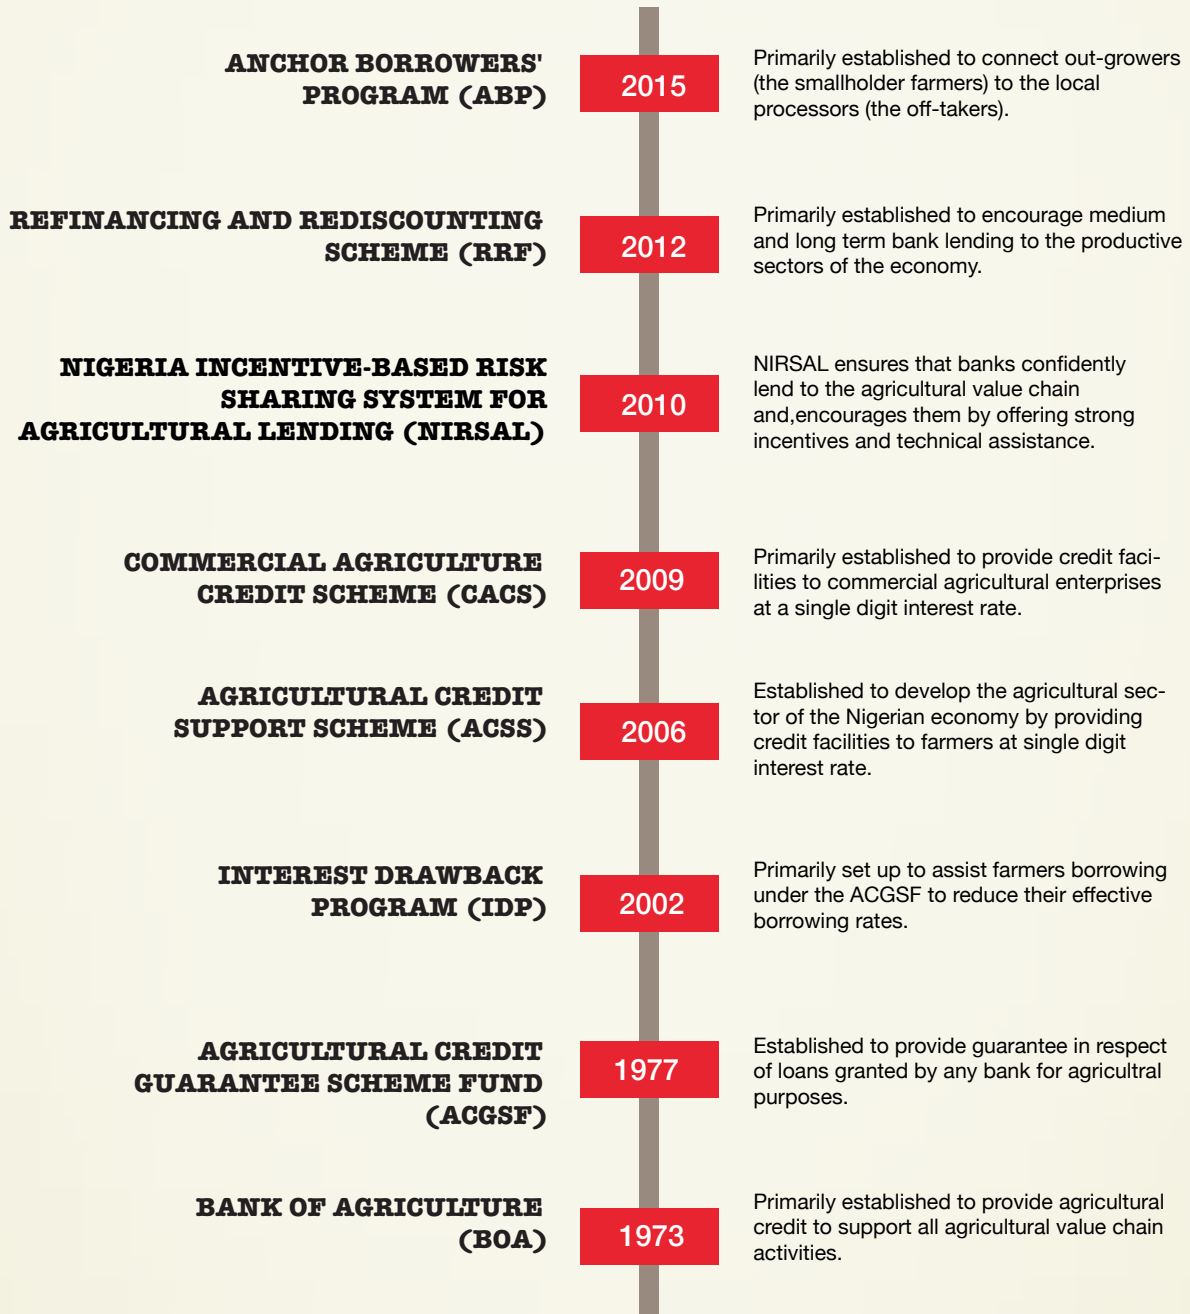 ANCHOR BORROWERS'
PROGRAM (ABP)
2015
Primarily established to connect out-growers
(the smallholder farmers) to the local
processors (the off-takers).
REFINANCING AND REDISCOUNTING
SCHEME (RRF)
2012
Primarily established to encourage medium
and long term bank lending to the productive
sectors of the economy.
NIGERIA INCENTIVE-BASED RISK
SHARING SYSTEM FOR
AGRICULTURAL LENDING (NIRSAL)
2010
NIRSAL ensures that banks confidently
lend to the agricultural value chain
and,encourages them by offering strong
incentives and technical assistance.
COMMERCIAL AGRICULTURE
CREDIT SCHEME (CACS)
2009
Primarily established to provide credit faci-
lities to commercial agricultural enterprises
at a single digit interest rate.
AGRICULTURAL CREDIT
SUPPORT SCHEME (ACSS)
2006
Established to develop the agricultural sec-
tor of the Nigerian economy by providing
credit facilities to farmers at single digit
interest rate.
INTEREST DRAWBACK
PROGRAM (IDP)
2002
Primarily set up to assist farmers borrowing
under the ACGSF to reduce their effective
borrowing rates.
AGRICULTURAL CREDIT
GUARANTEE SCHEME FUND
(ACGSF)
1977
Established to provide guarantee in respect
of loans granted by any bank for agricultral
purposes.
BANK OF AGRICULTURE
(BOA)
1973
Primarily established to provide agricultural
credit to support all agricultural value chain
activities.